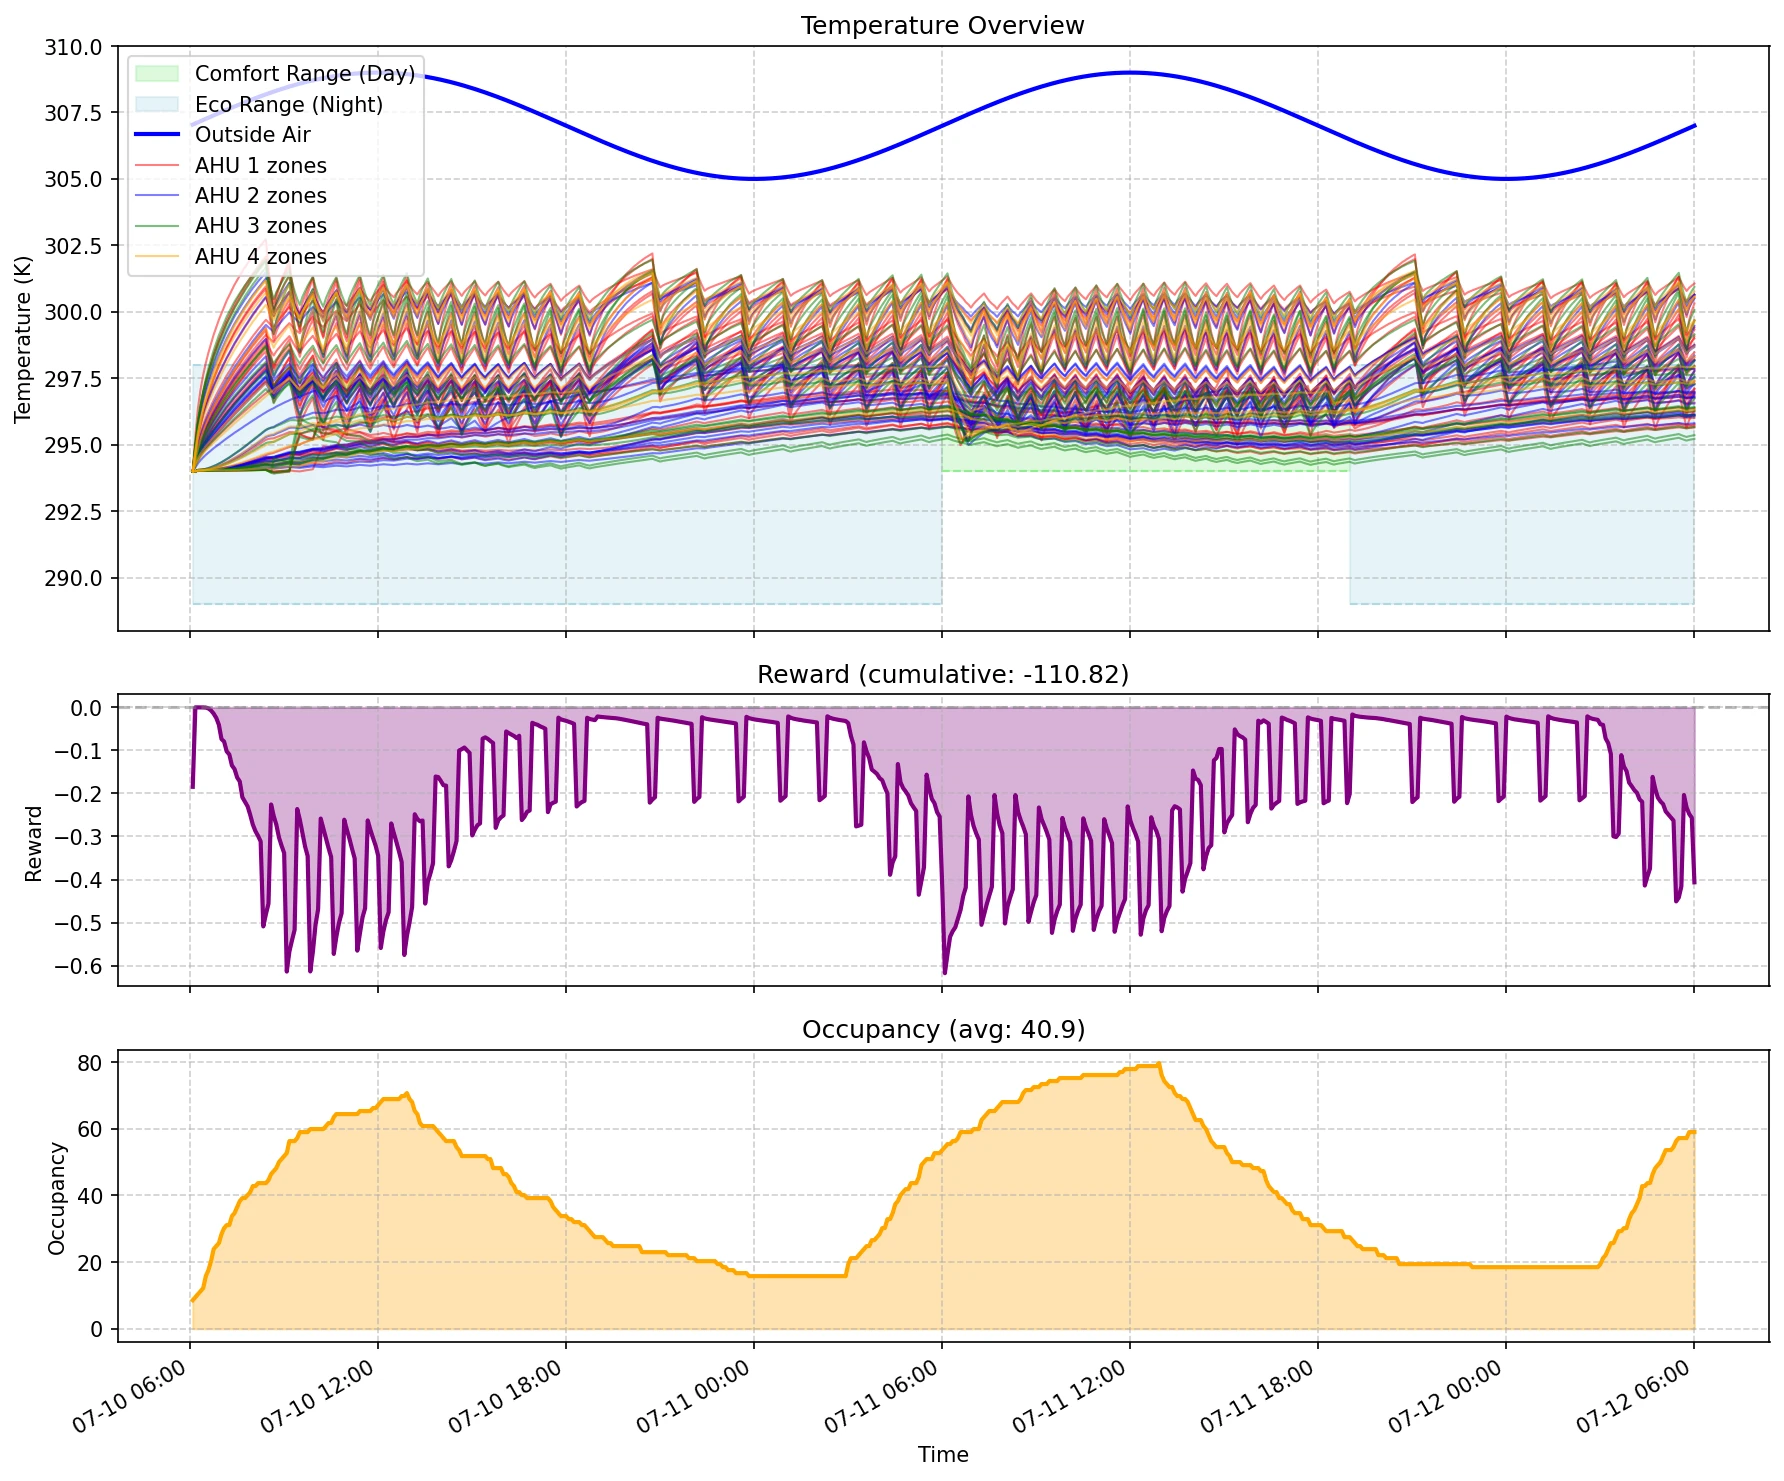 Temperature Overview
Temperature (K)
310.0
307.5
305.0
302.5
300.0
297.5
295.0
292.5
290.0
Comfort Range (Day)
Eco Range (Night)
Outside Air
AHU 1 zones
AHU 2 zones
AHU 3 zones
AHU 4 zones
Reward (cumulative: -110.82)
Reward
0.0
−0.1
−0.2
−0.3
−0.4
−0.5
−0.6
Occupancy (avg: 40.9)
Occupancy
80
60
40
20
0
07-10 06:00
07-10 12:00
07-10 18:00
07-11 00:00
07-11 06:00
07-11 12:00
07-11 18:00
07-12 00:00
07-12 06:00
Time